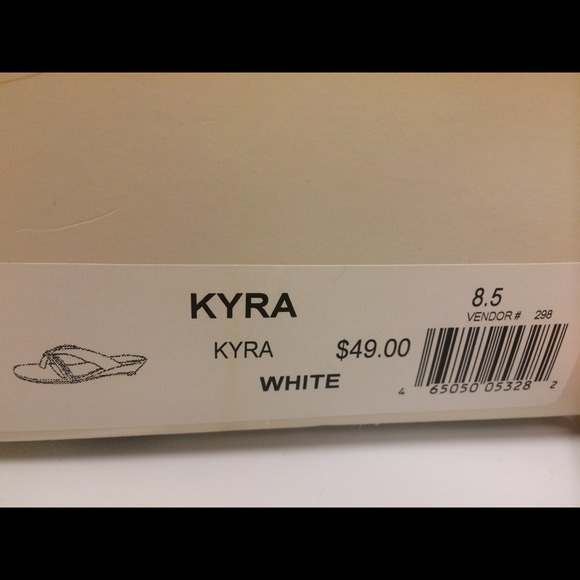 KYRA
8.5
VENDOR # 298
KYRA $49.00
WHITE
4 65050 05328 2